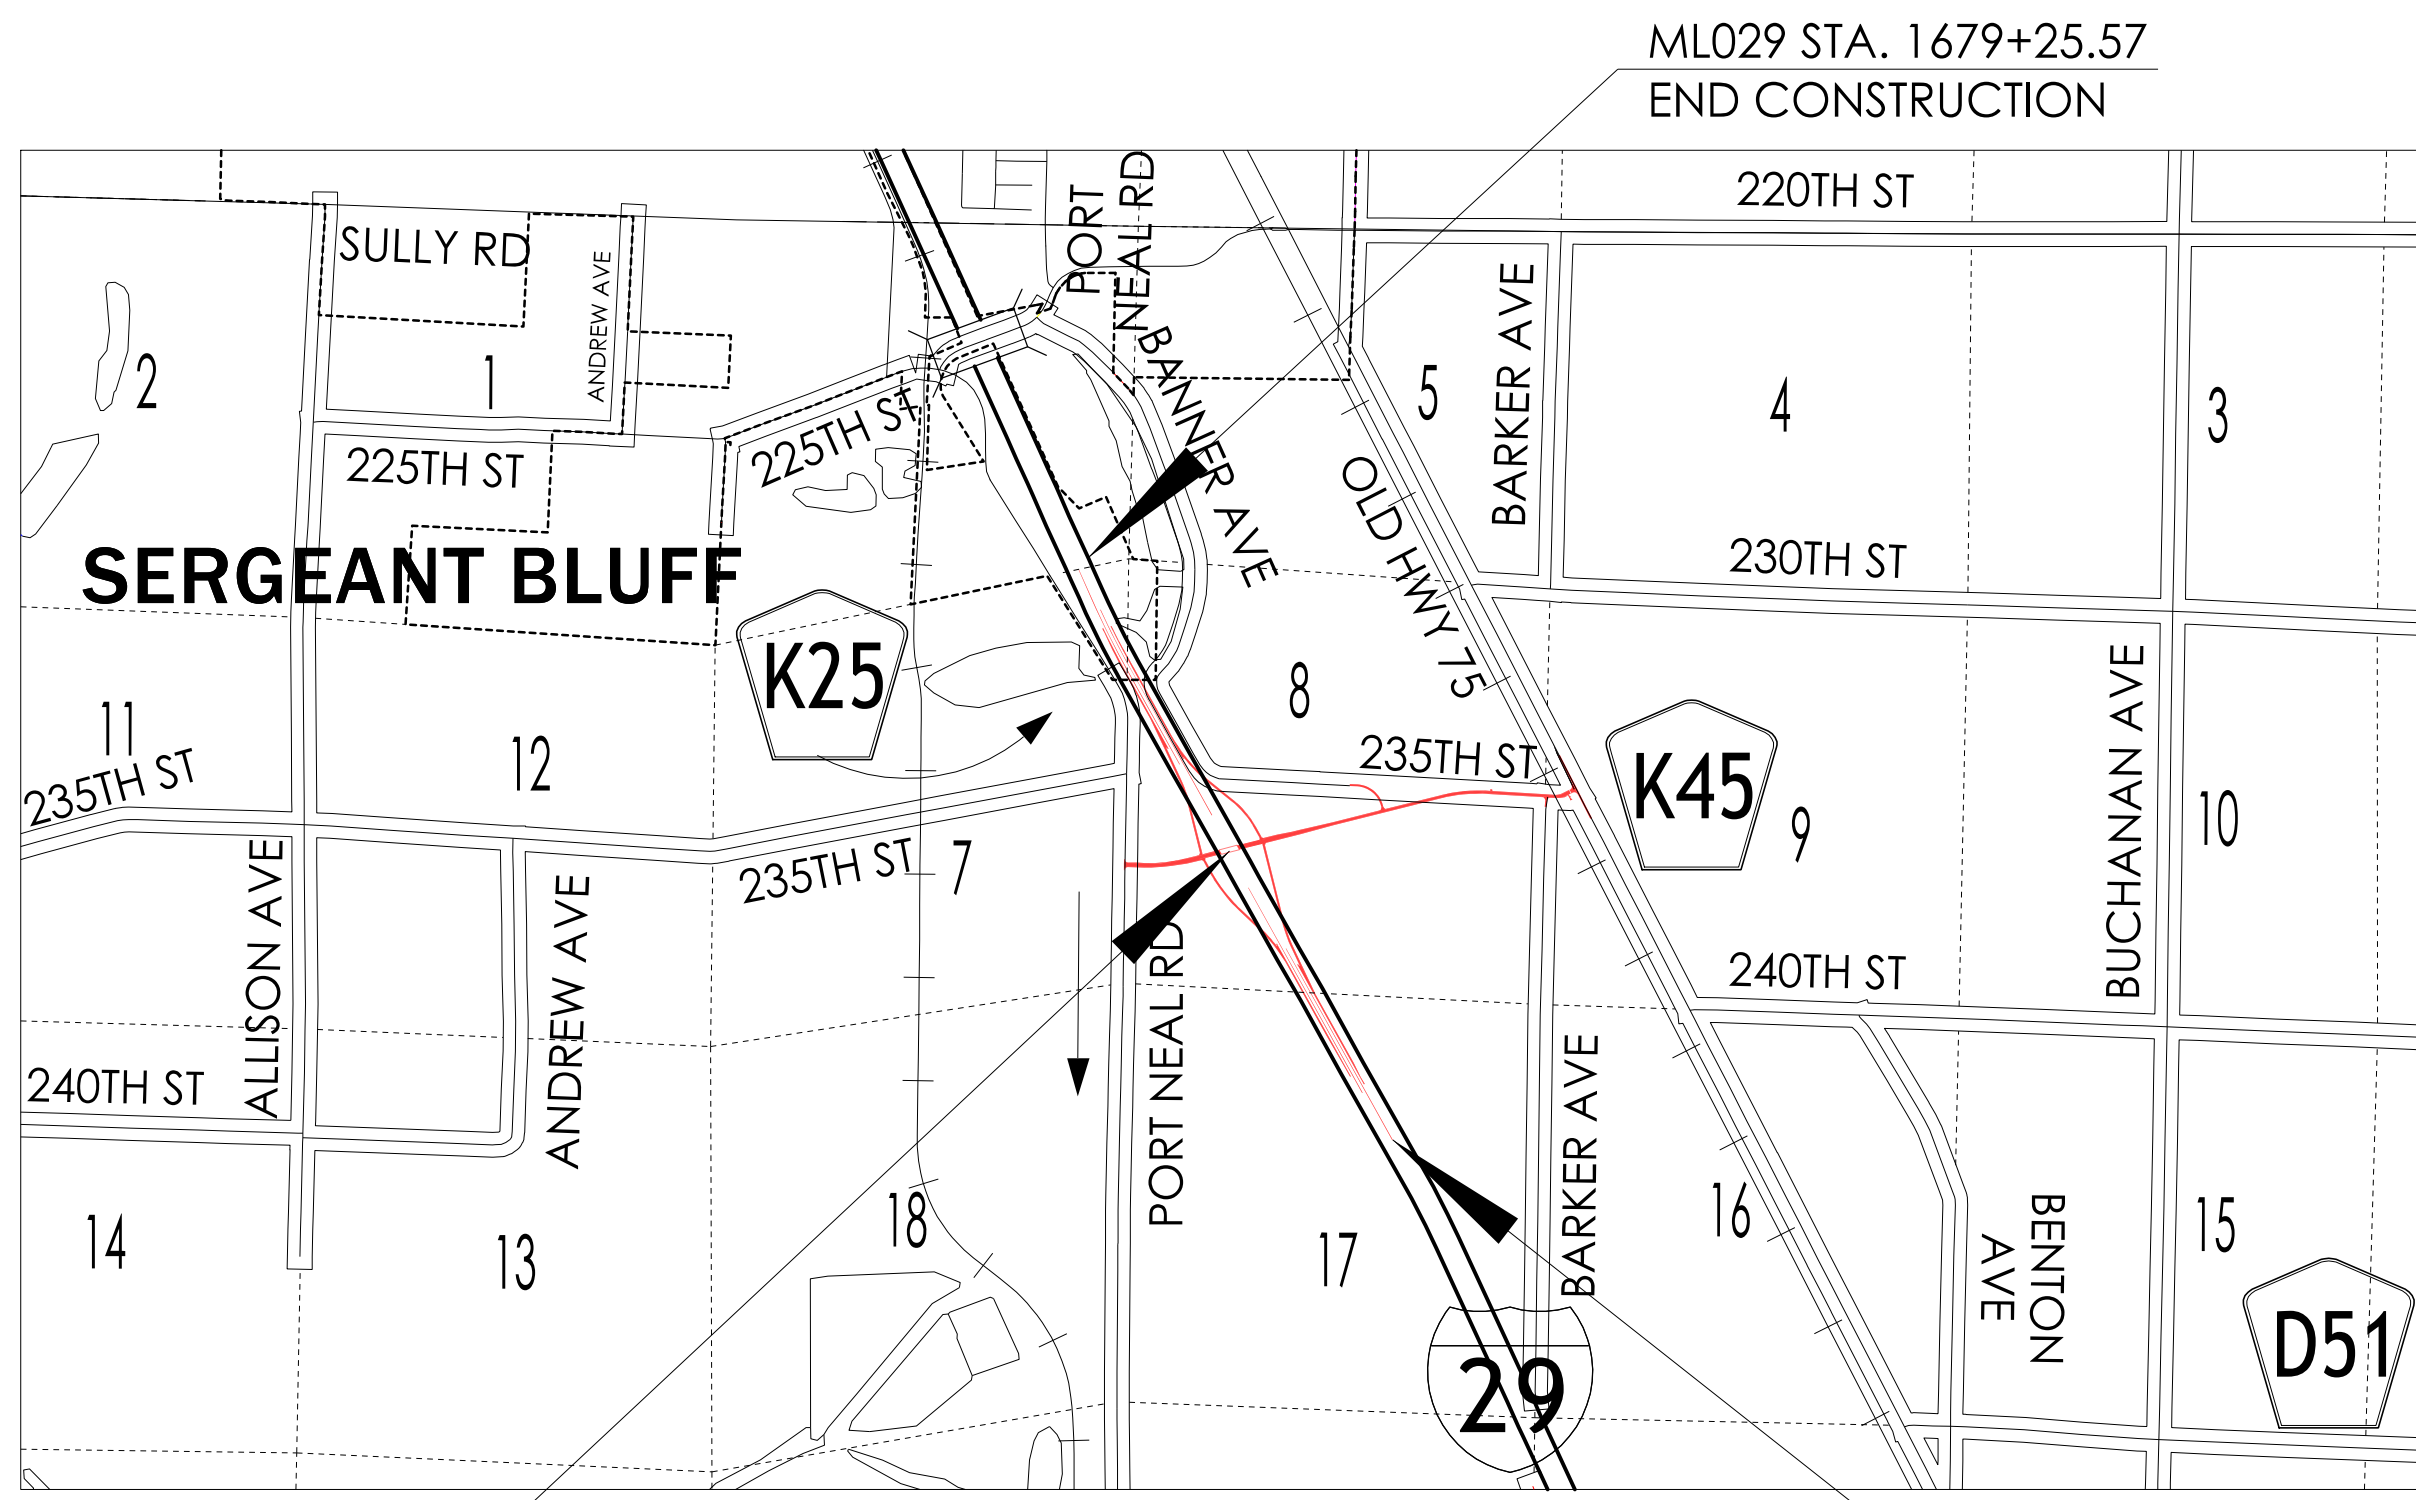 ML029 STA. 1679+25.57
END CONSTRUCTION
220TH ST
PORT
NEAL RD
SULLY RD
ANDREW AVE
BARKER AVE
BANNER AVE
2
1
5
4
3
225TH ST
225TH ST
OLD HWY 75
230TH ST
SERGEANT BLUFF
K25
8
11
12
235TH ST
K45
BUCHANAN AVE
235TH ST
9
10
235TH ST
7
ALLISON AVE
ANDREW AVE
PORT NEAL RD
240TH ST
BARKER AVE
240TH ST
14
13
18
17
16
BENTON
AVE
15
29
D51